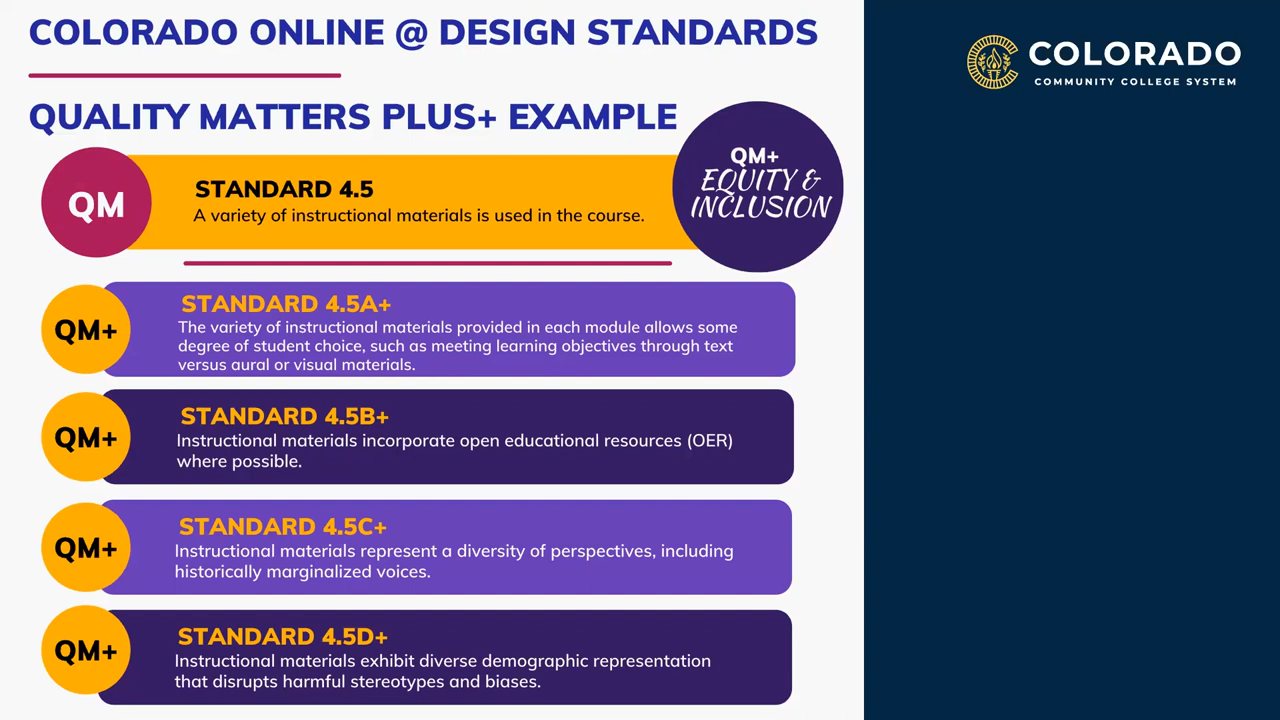 COLORADO ONLINE @ DESIGN STANDARDS
COLORADO
COMMUNITY COLLEGE SYSTEM
QUALITY MATTERS PLUS+ EXAMPLE
QM
STANDARD 4.5
A variety of instructional materials is used in the course.
QM+
EQUITY &
INCLUSION
QM+
STANDARD 4.5A+
The variety of instructional materials provided in each module allows some
degree of student choice, such as meeting learning objectives through text
versus aural or visual materials.
QM+
STANDARD 4.5B+
Instructional materials incorporate open educational resources (OER)
where possible.
QM+
STANDARD 4.5C+
Instructional materials represent a diversity of perspectives, including
historically marginalized voices.
QM+
STANDARD 4.5D+
Instructional materials exhibit diverse demographic representation
that disrupts harmful stereotypes and biases.